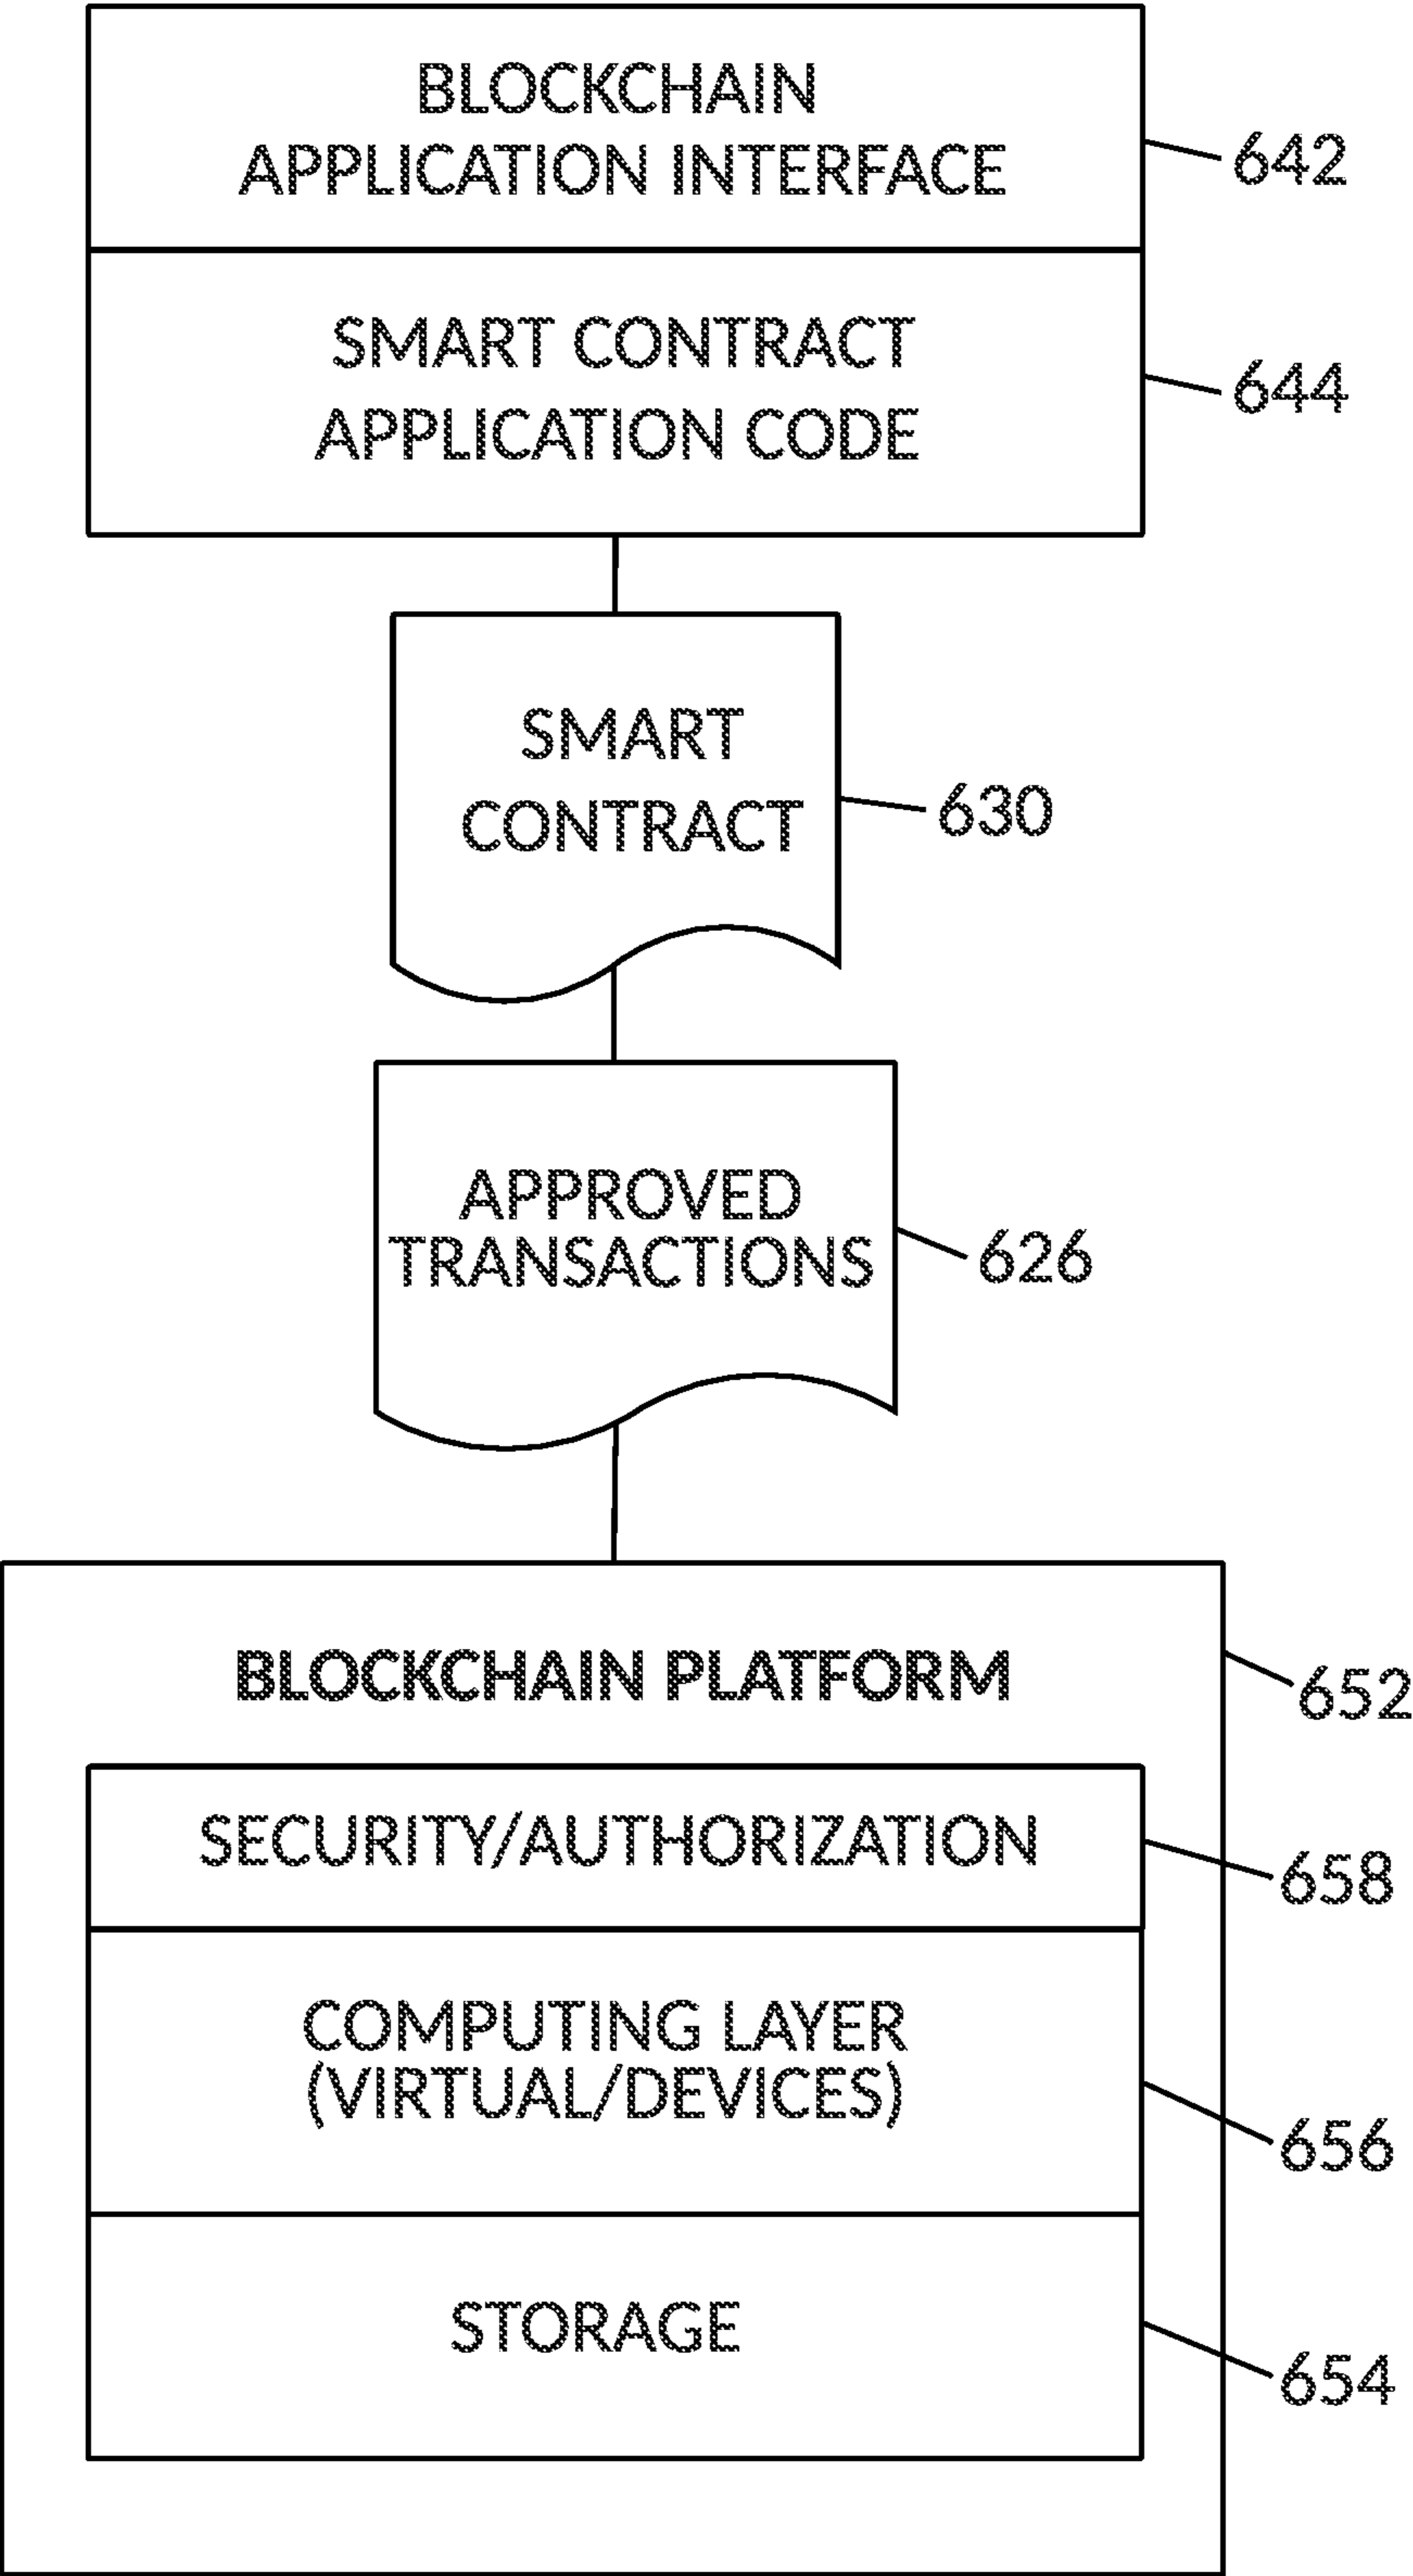 BLOCKCHAIN
APPLICATION INTERFACE
642
SMART CONTRACT
APPLICATION CODE
644
SMART
CONTRACT
630
APPROVED
TRANSACTIONS
626
BLOCKCHAIN PLATFORM
652
SECURITY/AUTHORIZATION
658
COMPUTING LAYER
(VIRTUAL/DEVICES)
656
STORAGE
654